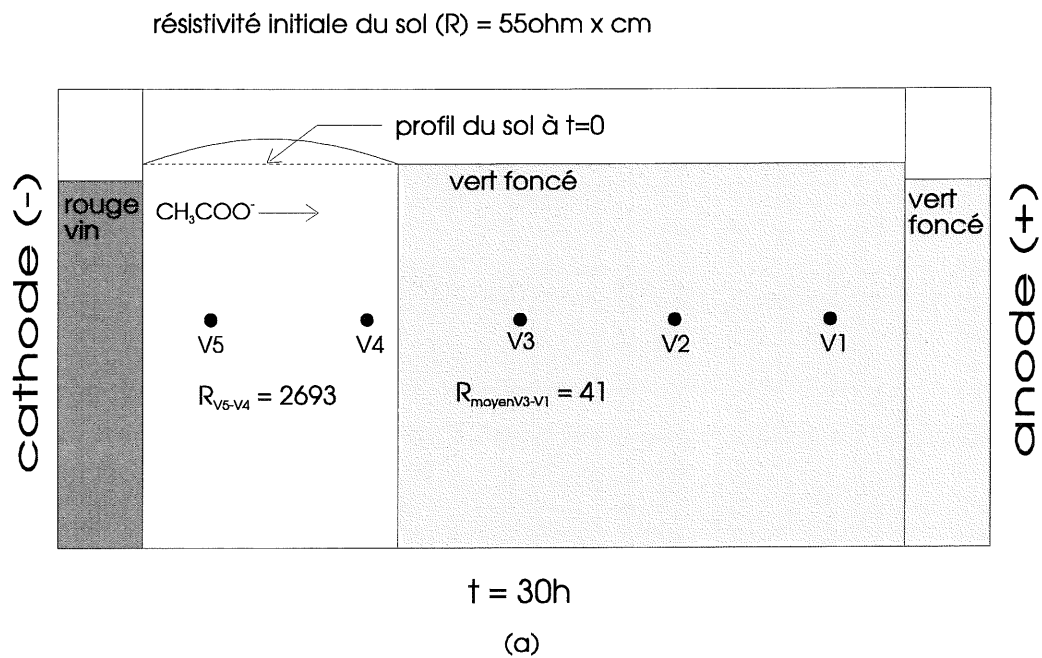 résistivité initiale du sol (R) = 55ohm x cm
profil du sol à t=0
vert foncé
rouge
vin
CH₃COO⁻
vert
foncé
cathode (-)
anode (+)
V5
V4
V3
V2
V1
R_V5-V4 = 2693
R_moyenV3-V1 = 41
t = 30h
(a)